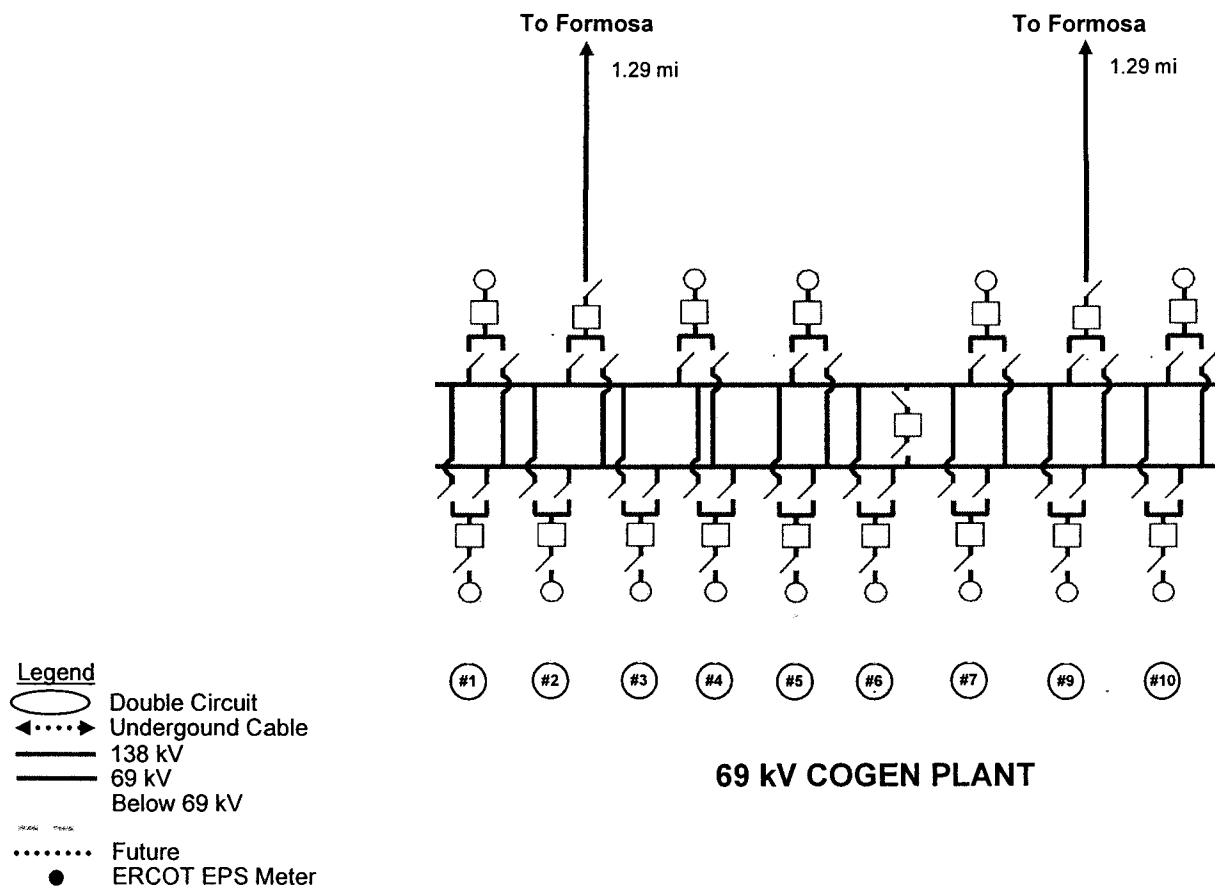 To Formosa
To Formosa
1.29 mi
1.29 mi
#1
#2
#3
#4
#5
#6
#7
#9
#10
Legend
Double Circuit
Undergound Cable
138 kV
69 kV
Below 69 kV
Future
ERCOT EPS Meter
69 kV COGEN PLANT